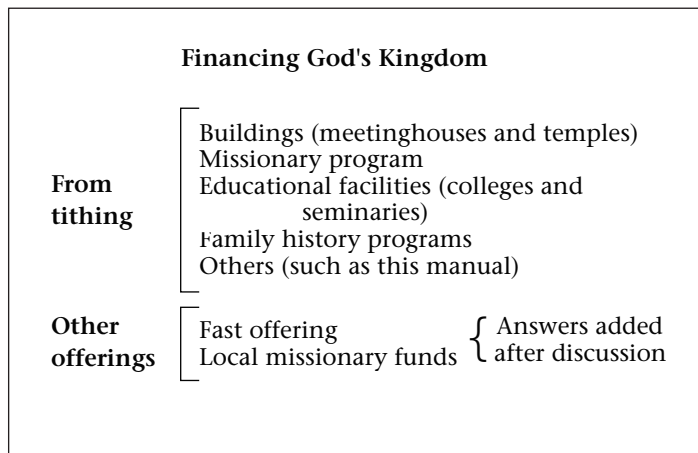 Financing God's Kingdom
From
tithing
Buildings (meetinghouses and temples)
Missionary program
Educational facilities (colleges and
seminaries)
Family history programs
Others (such as this manual)
Other
offerings
Fast offering
Local missionary funds
{ Answers added
after discussion